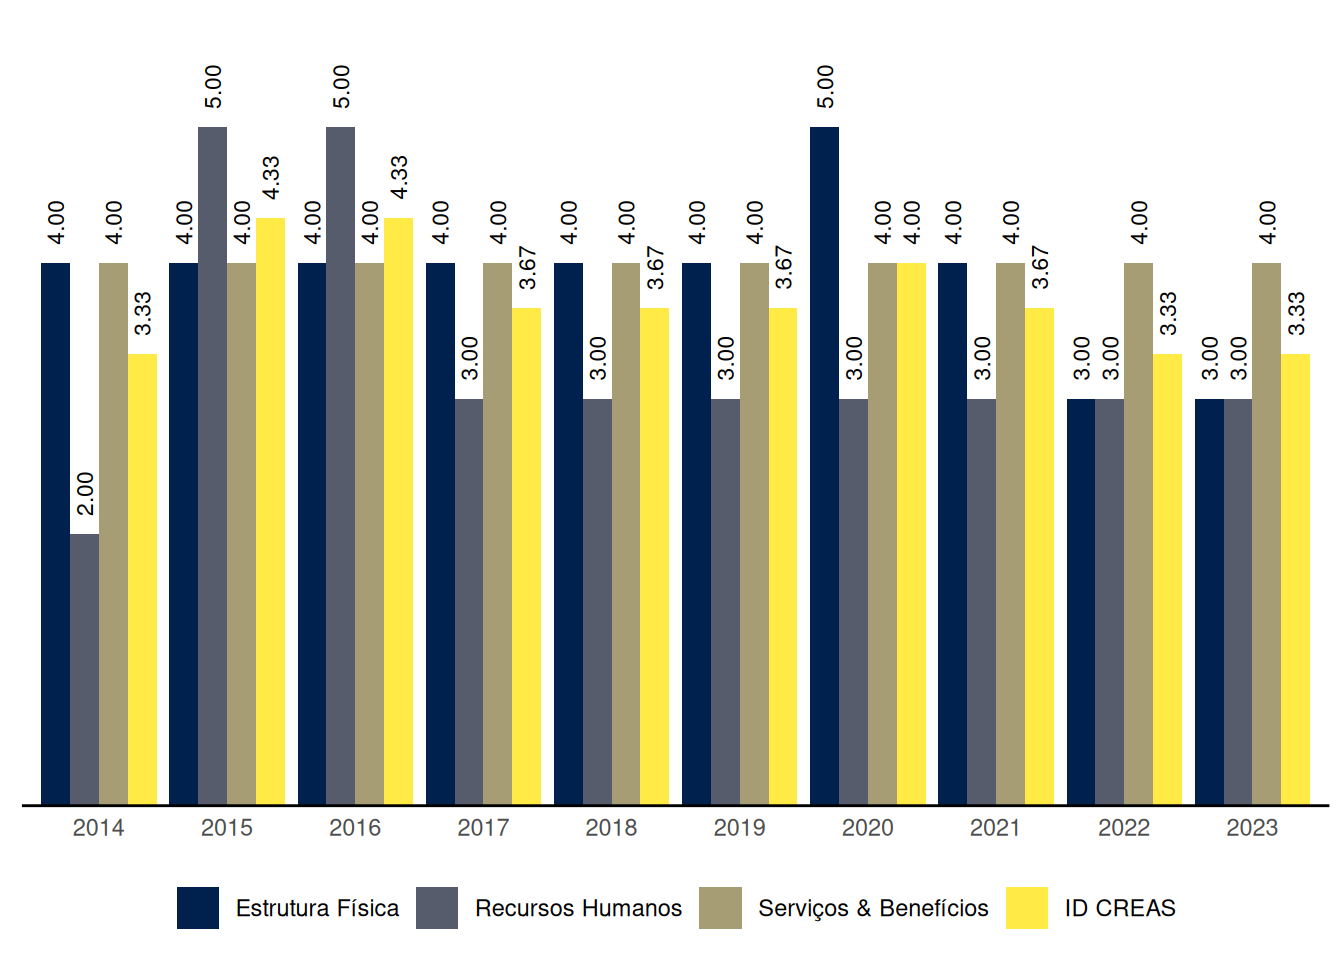 5.00 5.00 5.00
4.33 4.33
4.00 4.00 4.00 4.00 4.00 4.00 4.00 4.00 4.00 4.00 4.00 4.00 4.00 4.00 4.00 4.00 4.00 4.00 4.00
3.67 3.67 3.67 3.67
3.33 3.33 3.33
3.00 3.00 3.00 3.00 3.00 3.00 3.00 3.00 3.00
2.00
2014 2015 2016 2017 2018 2019 2020 2021 2022 2023
Estrutura Física Recursos Humanos Serviços & Benefícios ID CREAS